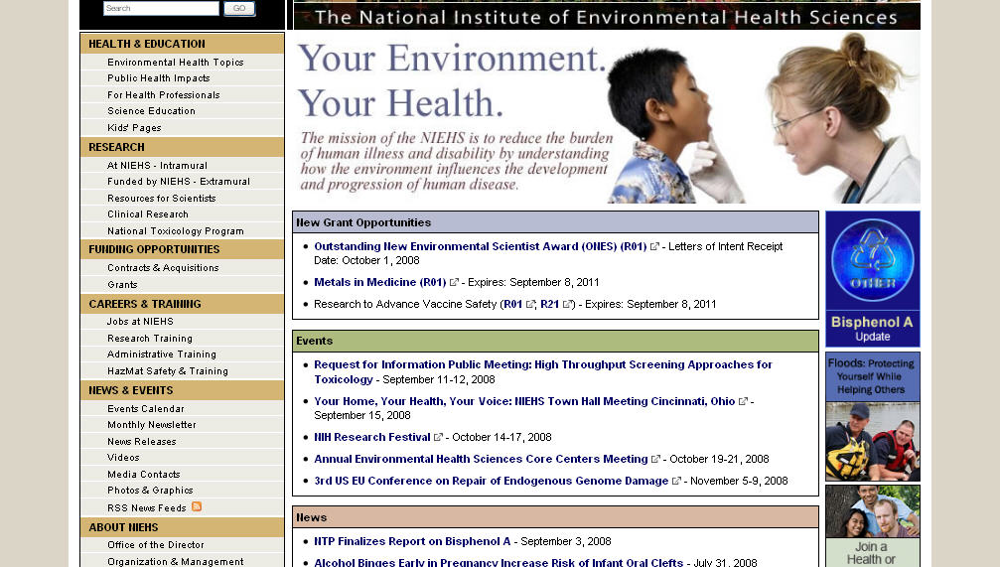 Search
GO
HEALTH & EDUCATION
Environmental Health Topics
Public Health Impacts
For Health Professionals
Science Education
Kids' Pages
RESEARCH
At NIEHS - Intramural
Funded by NIEHS - Extramural
Resources for Scientists
Clinical Research
National Toxicology Program
FUNDING OPPORTUNITIES
Contracts & Acquisitions
Grants
CAREERS & TRAINING
Jobs at NIEHS
Research Training
Administrative Training
HazMat Safety & Training
NEWS & EVENTS
Events Calendar
Monthly Newsletter
News Releases
Videos
Media Contacts
Photos & Graphics
RSS News Feeds
ABOUT NIEHS
Office of the Director
Organization & Management
The National Institute of Environmental Health Sciences
Your Environment.
Your Health.
The mission of the NIEHS is to reduce the burden
of human illness and disability by understanding
how the environment influences the development
and progression of human disease.
New Grant Opportunities
Outstanding New Environmental Scientist Award (ONES) (R01) - Letters of Intent Receipt
Date: October 1, 2008
Metals in Medicine (R01) - Expires: September 8, 2011
Research to Advance Vaccine Safety (R01; R21) - Expires: September 8, 2011
Events
Request for Information Public Meeting: High Throughput Screening Approaches for
Toxicology - September 11-12, 2008
Your Home, Your Health, Your Voice: NIEHS Town Hall Meeting Cincinnati, Ohio -
September 15, 2008
NIH Research Festival - October 14-17, 2008
Annual Environmental Health Sciences Core Centers Meeting - October 19-21, 2008
3rd US EU Conference on Repair of Endogenous Genome Damage - November 5-9, 2008
News
NTP Finalizes Report on Bisphenol A - September 3, 2008
Alcohol Binges Early in Pregnancy Increase Risk of Infant Oral Clefts - July 31, 2008
7
OTHER
Bisphenol A
Update
Floods: Protecting
Yourself While
Helping Others
Join a
Health or